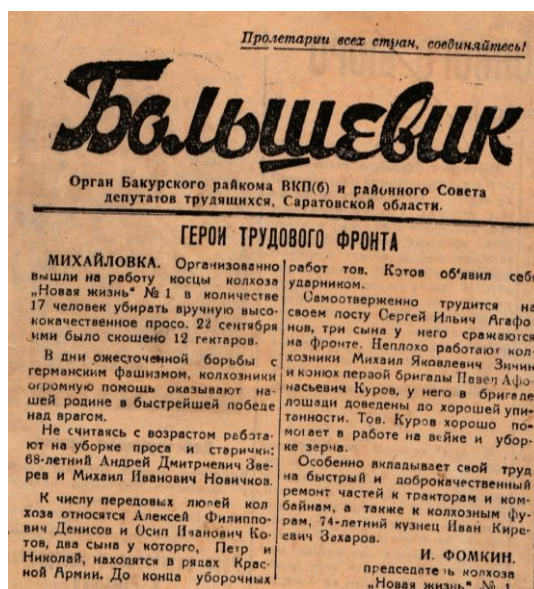 Пролетарии всех стран, соединяйтесь!
Большевик
Орган Бакурского райкома ВКП(б) и районного Совета
депутатов трудящихся, Саратовской области.
ГЕРОИ ТРУДОВОГО ФРОНТА
МИХАЙЛОВКА. Организованно
вышли на работу косцы колхоза
„Новая жизнь“ № 1 в количестве
17 человек убирать вручную высо-
кокачественное просо. 22 сентября
ими было скошено 12 гектаров.
В дни ожесточенной борьбы с
германским фашизмом, колхозники
огромную помощь оказывают на-
шей родине в быстрейшей победе
над врагом.
Не считаясь с возрастом работа-
ют на уборке проса и старички:
68-летний Андрей Дмитриевич Зве-
рев и Михаил Иванович Новичков.
К числу передовых людей кол
хоза относятся Алексей Филиппо-
вич Денисов и Осип Иванович Ко-
тов, два сына у которго, Петр и
Николай, находятся в рядах Крас-
ной Армии. До конца уборочных
работ тов. Котов об'явил себя
ударником.
Самоотверженно трудится на
своем посту Сергей Ильич Агафо
нов, три сына у него сражаются
на фронте. Неплохо работают кол-
хозники Михаил Яковлевич Зинин
и конюх первой бригады Павел Афо-
насьевич Куров, у него в бригаде
лошади доведены до хорошей упи-
танности. Тов. Куров хорошо по-
могает в работе на вейке и убор-
ке зерна.
Особенно вкладывает свой труд
на быстрый и доброкачественный
ремонт частей к тракторам и ком-
байнам, а также к колхозным фу-
рам, 74-летний кузнец Иван Кире-
евич Захаров.
И. ФОМКИН.
председатель колхоза
„Новая жизнь“ № 1